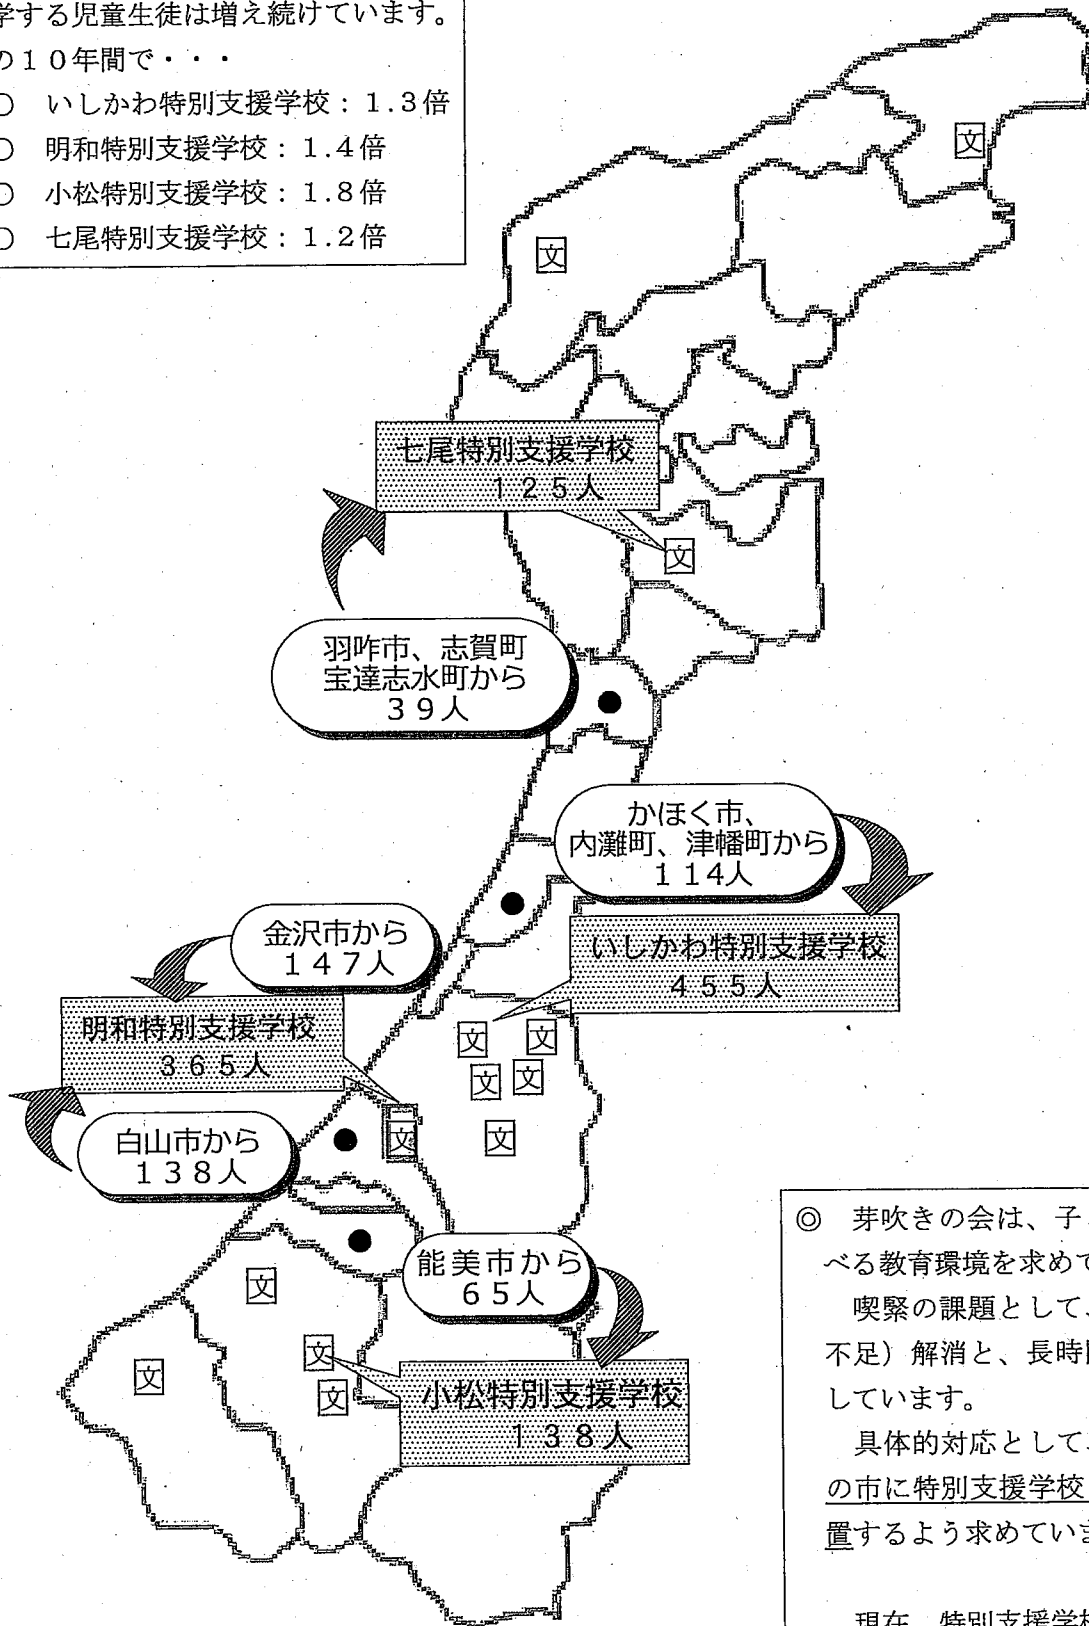 学する児童生徒は増え続けています。
の１０年間で・・・
○　いしかわ特別支援学校：1.3倍
○　明和特別支援学校：1.4倍
○　小松特別支援学校：1.8倍
○　七尾特別支援学校：1.2倍
文
文
七尾特別支援学校
１２５人
文
羽咋市、志賀町
宝達志水町から
３９人
かほく市、
内灘町、津幡町から
１１４人
金沢市から
１４７人
いしかわ特別支援学校
４５５人
明和特別支援学校
３６５人
文
文
文
文
文
文
白山市から
１３８人
能美市から
６５人
文
文
文
文
小松特別支援学校
１３８人
◎　芽吹きの会は、子
べる教育環境を求めて
喫緊の課題として、
不足）解消と、長時
しています。
具体的対応として
の市に特別支援学校
置するよう求めていま
現在　特別支援学校